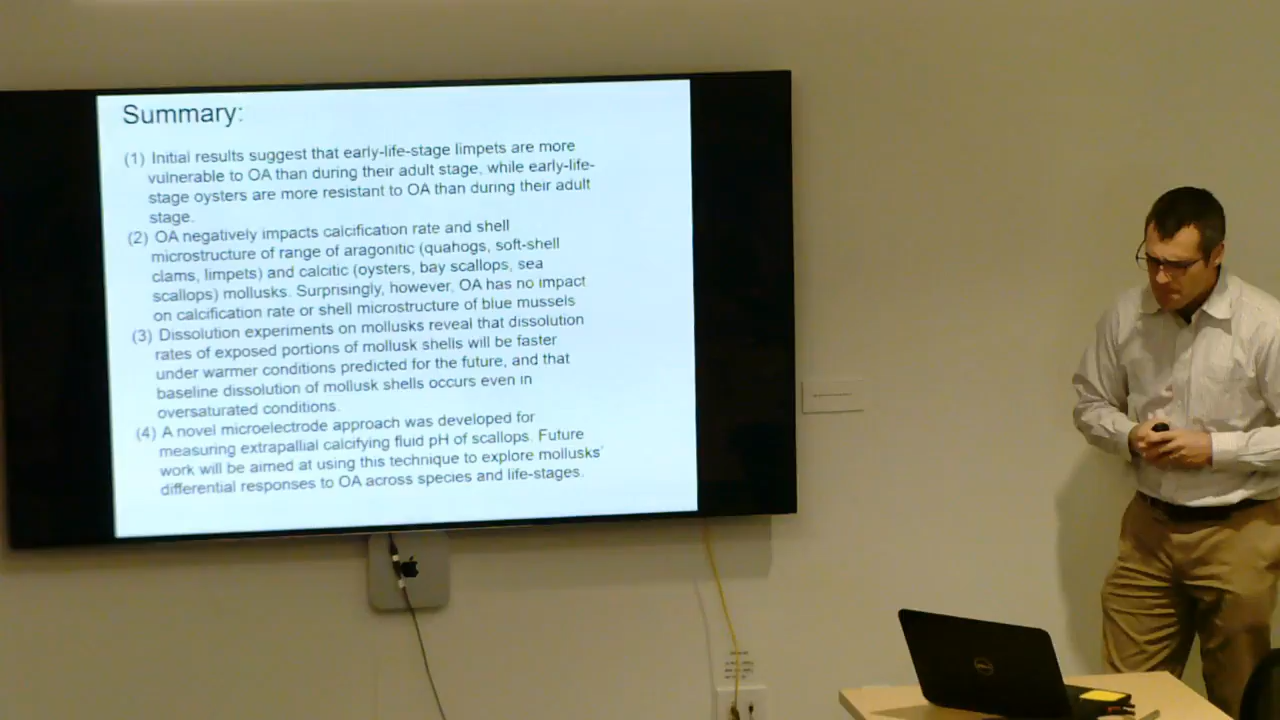 Summary:
(1) Initial results suggest that early-life-stage limpets are more
vulnerable to OA than during their adult stage, while early-life-
stage oysters are more resistant to OA than during their adult
stage.
(2) OA negatively impacts calcification rate and shell
microstructure of range of aragonitic (quahogs, soft-shell
clams, limpets) and calcitic (oysters, bay scallops, sea
scallops) mollusks. Surprisingly, however, OA has no impact
on calcification rate or shell microstructure of blue mussels
(3) Dissolution experiments on mollusks reveal that dissolution
rates of exposed portions of mollusk shells will be faster
under warmer conditions predicted for the future, and that
baseline dissolution of mollusk shells occurs even in
oversaturated conditions.
(4) A novel microelectrode approach was developed for
measuring extrapallial calcifying fluid pH of scallops. Future
work will be aimed at using this technique to explore mollusks'
differential responses to OA across species and life-stages.
DELL